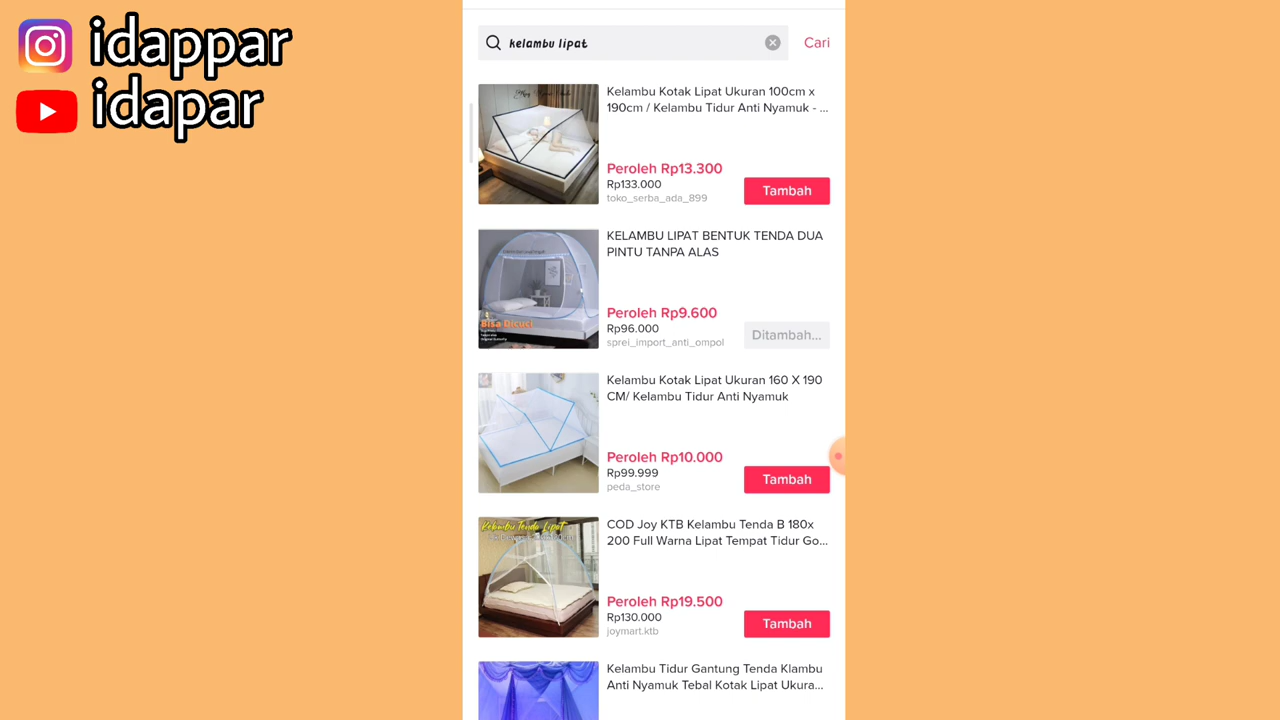 idappar
idapar
kelambu lipat
Cari
Kelambu Kotak Lipat Ukuran 100cm x
190cm / Kelambu Tidur Anti Nyamuk - ...
Peroleh Rp13.300
Rp133.000
toko_serba_ada_899
Tambah
KELAMBU LIPAT BENTUK TENDA DUA
PINTU TANPA ALAS
Bisa Dicuci
Peroleh Rp9.600
Rp96.000
sprei_import_anti_ompol
Ditambah...
Kelambu Kotak Lipat Ukuran 160 X 190
CM/ Kelambu Tidur Anti Nyamuk
Peroleh Rp10.000
Rp99.999
peda_store
Tambah
Kelambu Tenda Lipat
COD Joy KTB Kelambu Tenda B 180x
200 Full Warna Lipat Tempat Tidur Go...
Peroleh Rp19.500
Rp130.000
joymart.ktb
Tambah
Kelambu Tidur Gantung Tenda Klambu
Anti Nyamuk Tebal Kotak Lipat Ukura...